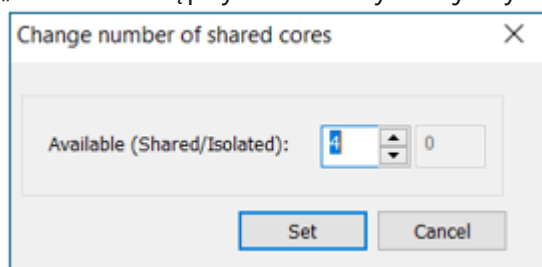 Change number of shared cores
Available (Shared/Isolated): 4 0
Set Cancel